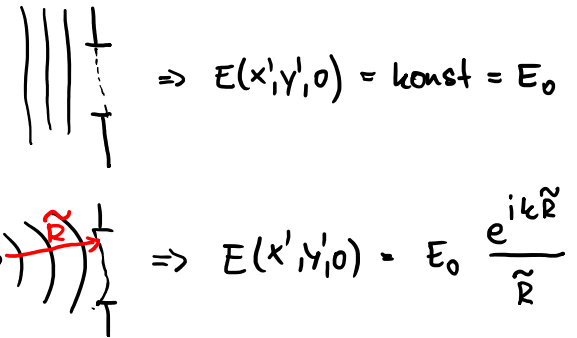 => E(x',y',0) = konst = E₀
R̃ => E(x',y',0) = E₀ e^{ikR̃} / R̃